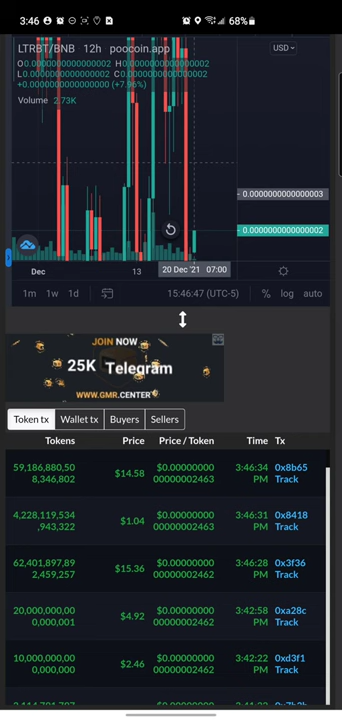 3:46
68%
LTRBT/BNB 12h poocoin.app
USD
O0.0000000000000002 H0.0000000000000002
L0.0000000000000002 C0.0000000000000002
+0.0000000000000000 (+7.96%)
Volume 2.73K
0.0000000000000003
0.0000000000000002
Dec
13
20 Dec '21 07:00
1m 1w 1d
15:46:47 (UTC-5)
% log auto
JOIN NOW
25K Telegram
WWW.GMR.CENTER
Token tx Wallet tx Buyers Sellers
Tokens Price Price / Token Time Tx
59,186,880,50 $14.58 $0.00000000 3:46:34 0x8b65
8,346,802 00000002463 PM Track
4,228,119,534 $1.04 $0.00000000 3:46:31 0x8418
,943,322 00000002463 PM Track
62,401,897,89 $15.36 $0.00000000 3:46:28 0x3f36
2,459,257 00000002462 PM Track
20,000,000,00 $4.92 $0.00000000 3:42:58 0xa28c
0,000,001 00000002462 PM Track
10,000,000,00 $2.46 $0.00000000 3:42:22 0xd3f1
0,000,000 00000002462 PM Track